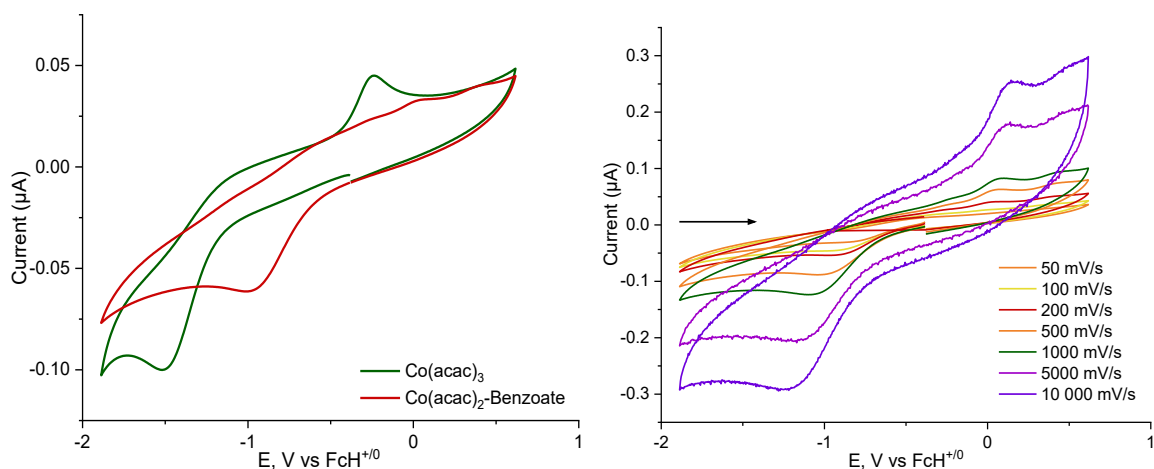 0.05
0.00
-0.05
-0.10
Current (µA)
-2
-1
0
1
E, V vs FcH⁺ᐟ⁰
Co(acac)₃
Co(acac)₂-Benzoate
0.3
0.2
0.1
0.0
-0.1
-0.2
-0.3
Current (µA)
-2
-1
0
1
E, V vs FcH⁺ᐟ⁰
50 mV/s
100 mV/s
200 mV/s
500 mV/s
1000 mV/s
5000 mV/s
10 000 mV/s